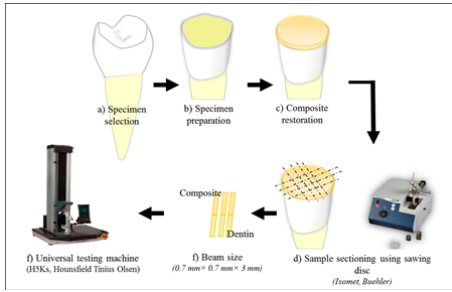 a) Specimen
selection
b) Specimen
preparation
c) Composite
restoration
Composite
Dentin
f) Universal testing machine
(H5Ks, Hounsfield Tinius Olsen)
f) Beam size
(0.7 mm× 0.7 mm× 3 mm)
d) Sample sectioning using sawing
disc
(Isomet, Buehler)